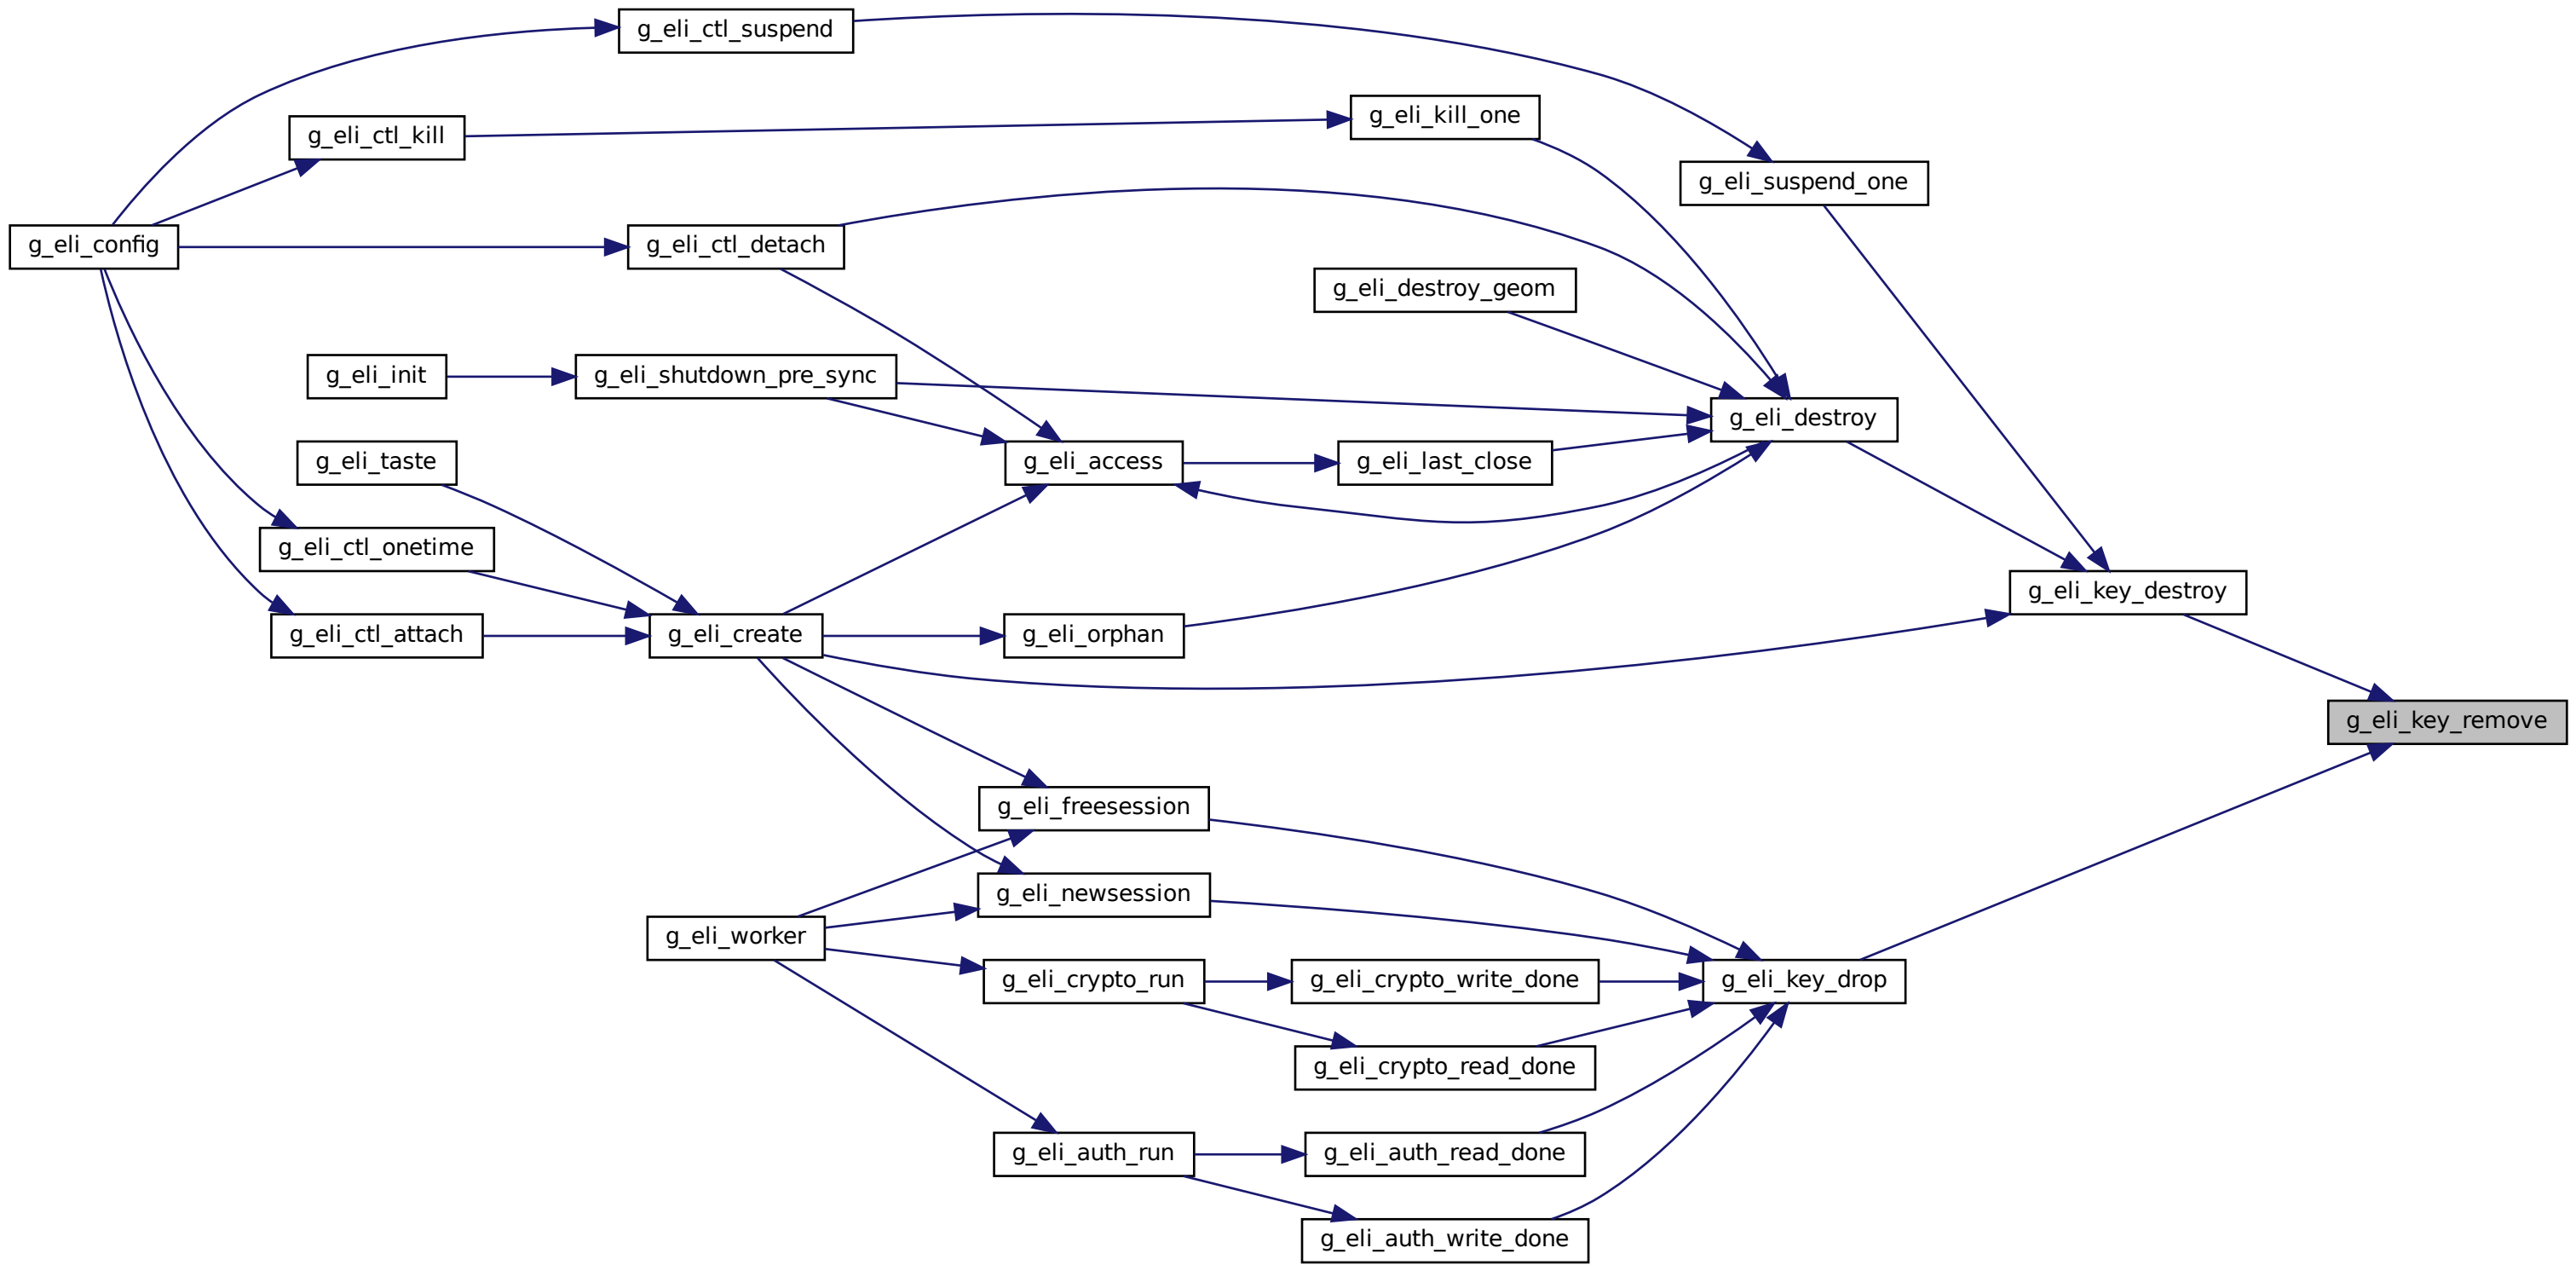 g_eli_ctl_suspend
g_eli_kill_one
g_eli_ctl_kill
g_eli_suspend_one
g_eli_config
g_eli_ctl_detach
g_eli_destroy_geom
g_eli_init
g_eli_shutdown_pre_sync
g_eli_destroy
g_eli_taste
g_eli_access
g_eli_last_close
g_eli_ctl_onetime
g_eli_key_destroy
g_eli_ctl_attach
g_eli_create
g_eli_orphan
g_eli_key_remove
g_eli_freesession
g_eli_newsession
g_eli_worker
g_eli_crypto_run
g_eli_crypto_write_done
g_eli_key_drop
g_eli_crypto_read_done
g_eli_auth_run
g_eli_auth_read_done
g_eli_auth_write_done